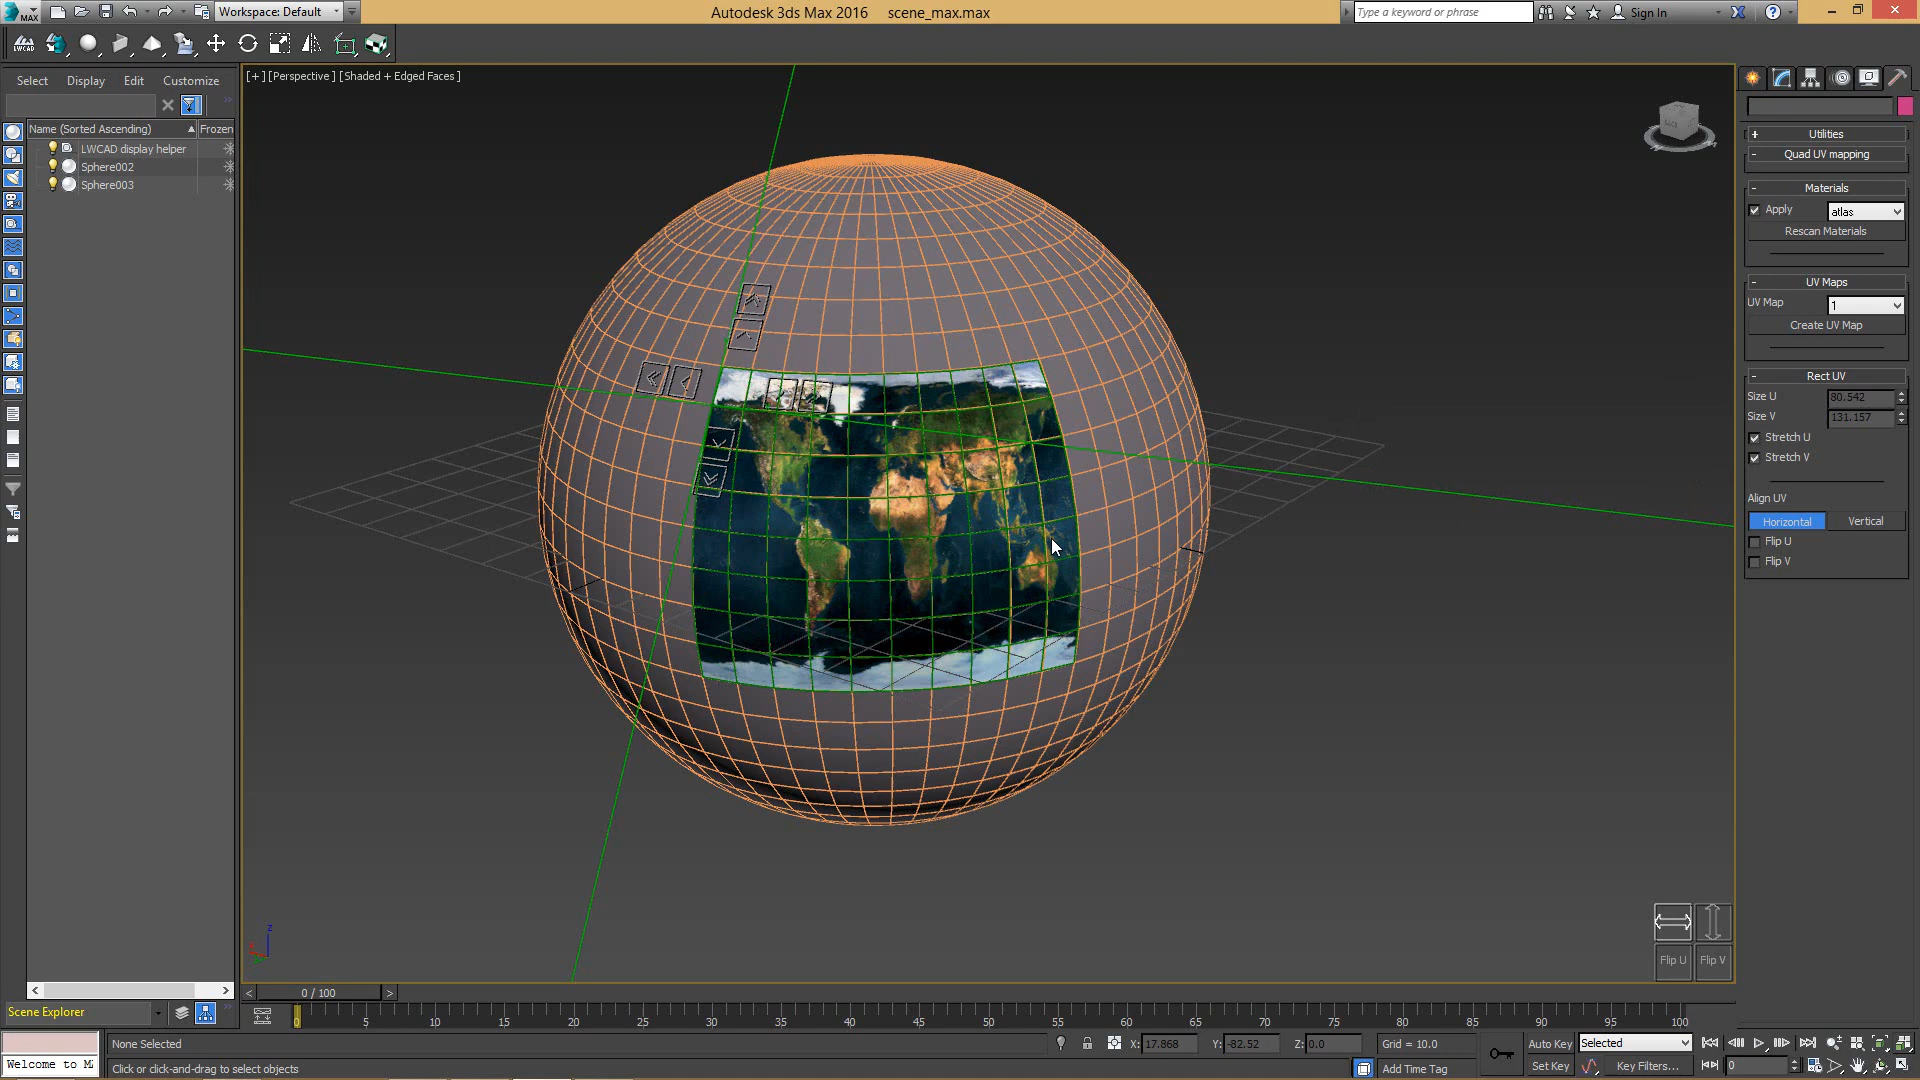 MAX
Workspace: Default
Autodesk 3ds Max 2016 scene_max.max
Type a keyword or phrase
Sign In
LWCAD
Select Display Edit Customize
Name (Sorted Ascending) Frozen
LWCAD display helper
Sphere002
Sphere003
[+] [Perspective] [Shaded + Edged Faces]
+ Utilities
- Quad UV mapping
- Materials
Apply atlas
Rescan Materials
- UV Maps
UV Map 1
Create UV Map
- Rect UV
Size U 80.542
Size V 131.157
Stretch U
Stretch V
Align UV
Horizontal Vertical
Flip U
Flip V
Flip U Flip V
z
< 0 / 100 >
Scene Explorer
0 5 10 15 20 25 30 35 40 45 50 55 60 65 70 75 80 85 90 95 100
None Selected X: 17.868 Y: -82.52 Z: 0.0 Grid = 10.0 Auto Key Selected
Welcome to M Click or click-and-drag to select objects Add Time Tag Set Key Key Filters... 0